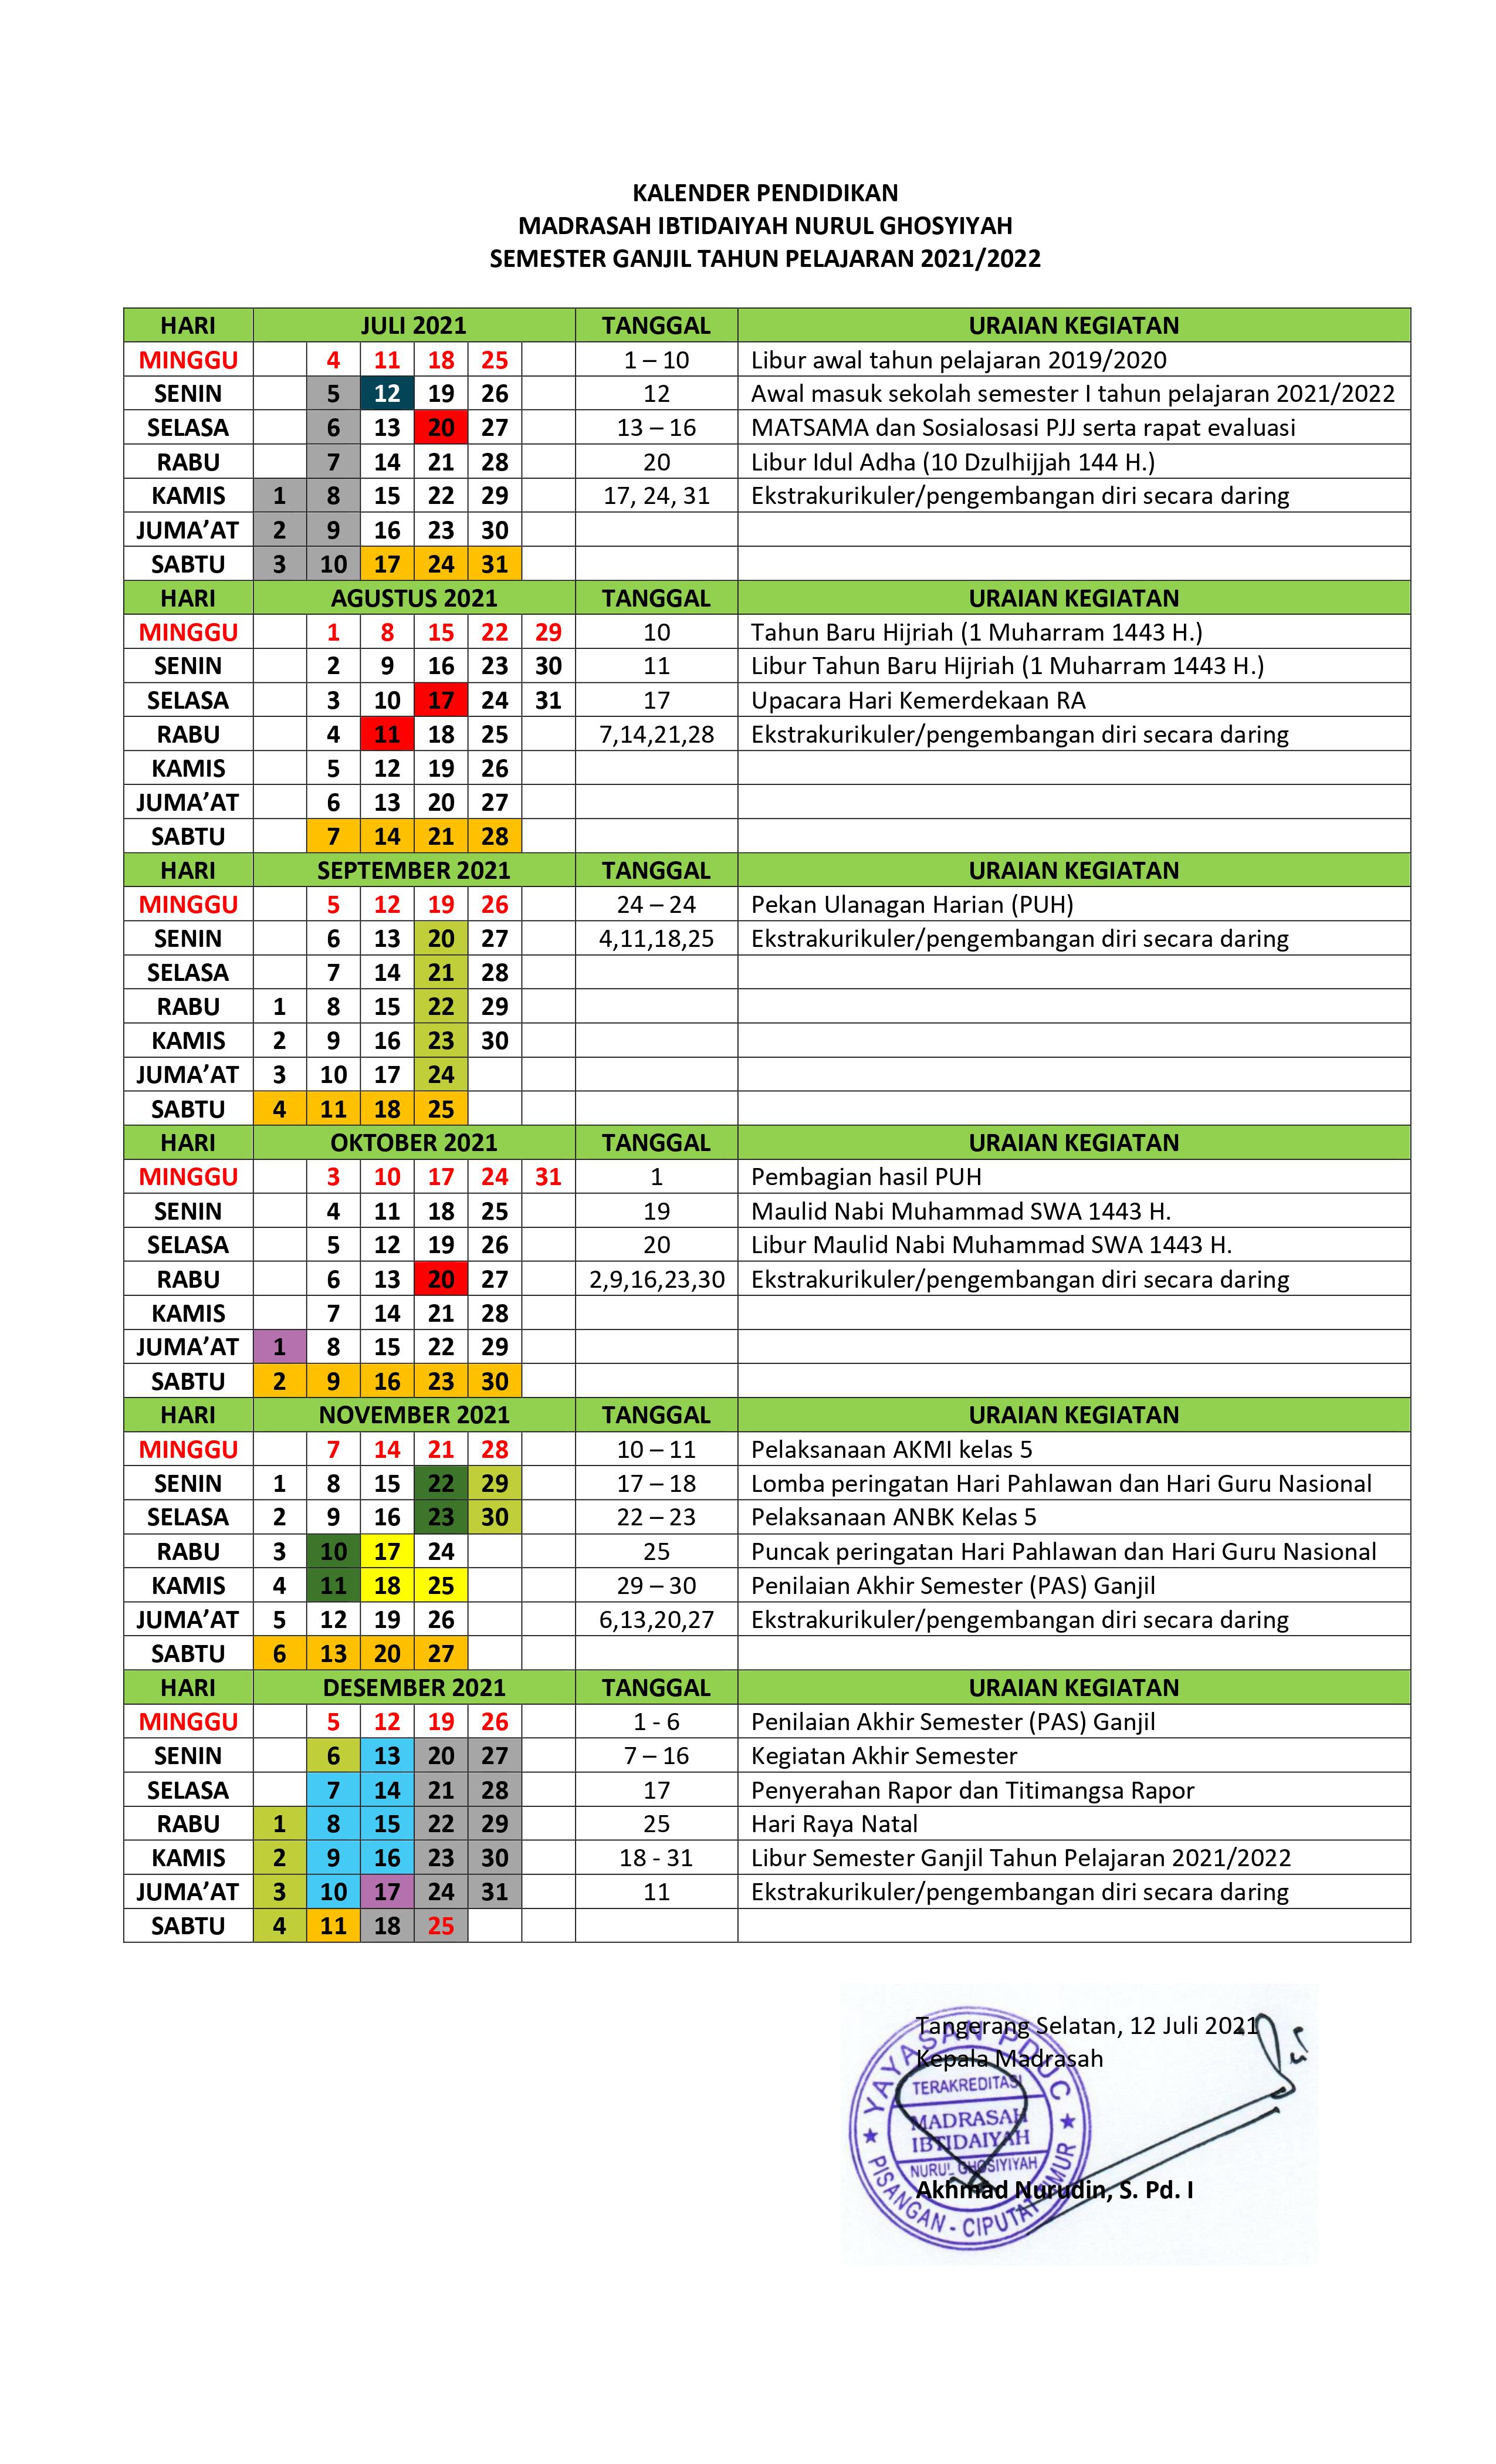 KALENDER PENDIDIKAN
MADRASAH IBTIDAIYAH NURUL GHOSYIYAH
SEMESTER GANJIL TAHUN PELAJARAN 2021/2022
HARI JULI 2021 TANGGAL URAIAN KEGIATAN
MINGGU 4 11 18 25 1 – 10 Libur awal tahun pelajaran 2019/2020
SENIN 5 12 19 26 12 Awal masuk sekolah semester I tahun pelajaran 2021/2022
SELASA 6 13 20 27 13 – 16 MATSAMA dan Sosialosasi PJJ serta rapat evaluasi
RABU 7 14 21 28 20 Libur Idul Adha (10 Dzulhijjah 144 H.)
KAMIS 1 8 15 22 29 17, 24, 31 Ekstrakurikuler/pengembangan diri secara daring
JUMA’AT 2 9 16 23 30
SABTU 3 10 17 24 31
HARI AGUSTUS 2021 TANGGAL URAIAN KEGIATAN
MINGGU 1 8 15 22 29 10 Tahun Baru Hijriah (1 Muharram 1443 H.)
SENIN 2 9 16 23 30 11 Libur Tahun Baru Hijriah (1 Muharram 1443 H.)
SELASA 3 10 17 24 31 17 Upacara Hari Kemerdekaan RA
RABU 4 11 18 25 7,14,21,28 Ekstrakurikuler/pengembangan diri secara daring
KAMIS 5 12 19 26
JUMA’AT 6 13 20 27
SABTU 7 14 21 28
HARI SEPTEMBER 2021 TANGGAL URAIAN KEGIATAN
MINGGU 5 12 19 26 24 – 24 Pekan Ulanagan Harian (PUH)
SENIN 6 13 20 27 4,11,18,25 Ekstrakurikuler/pengembangan diri secara daring
SELASA 7 14 21 28
RABU 1 8 15 22 29
KAMIS 2 9 16 23 30
JUMA’AT 3 10 17 24
SABTU 4 11 18 25
HARI OKTOBER 2021 TANGGAL URAIAN KEGIATAN
MINGGU 3 10 17 24 31 1 Pembagian hasil PUH
SENIN 4 11 18 25 19 Maulid Nabi Muhammad SWA 1443 H.
SELASA 5 12 19 26 20 Libur Maulid Nabi Muhammad SWA 1443 H.
RABU 6 13 20 27 2,9,16,23,30 Ekstrakurikuler/pengembangan diri secara daring
KAMIS 7 14 21 28
JUMA’AT 1 8 15 22 29
SABTU 2 9 16 23 30
HARI NOVEMBER 2021 TANGGAL URAIAN KEGIATAN
MINGGU 7 14 21 28 10 – 11 Pelaksanaan AKMI kelas 5
SENIN 1 8 15 22 29 17 – 18 Lomba peringatan Hari Pahlawan dan Hari Guru Nasional
SELASA 2 9 16 23 30 22 – 23 Pelaksanaan ANBK Kelas 5
RABU 3 10 17 24 25 Puncak peringatan Hari Pahlawan dan Hari Guru Nasional
KAMIS 4 11 18 25 29 – 30 Penilaian Akhir Semester (PAS) Ganjil
JUMA’AT 5 12 19 26 6,13,20,27 Ekstrakurikuler/pengembangan diri secara daring
SABTU 6 13 20 27
HARI DESEMBER 2021 TANGGAL URAIAN KEGIATAN
MINGGU 5 12 19 26 1 - 6 Penilaian Akhir Semester (PAS) Ganjil
SENIN 6 13 20 27 7 – 16 Kegiatan Akhir Semester
SELASA 7 14 21 28 17 Penyerahan Rapor dan Titimangsa Rapor
RABU 1 8 15 22 29 25 Hari Raya Natal
KAMIS 2 9 16 23 30 18 - 31 Libur Semester Ganjil Tahun Pelajaran 2021/2022
JUMA’AT 3 10 17 24 31 11 Ekstrakurikuler/pengembangan diri secara daring
SABTU 4 11 18 25
Tangerang Selatan, 12 Juli 2021
Kepala Madrasah
YAYASAN PDUC
TERAKREDITASI
MADRASAH
IBTIDAIYAH
NURUL GHOSIYIYAH
PISANGAN - CIPUTAT TIMUR
Akhmad Nurudin, S. Pd. I